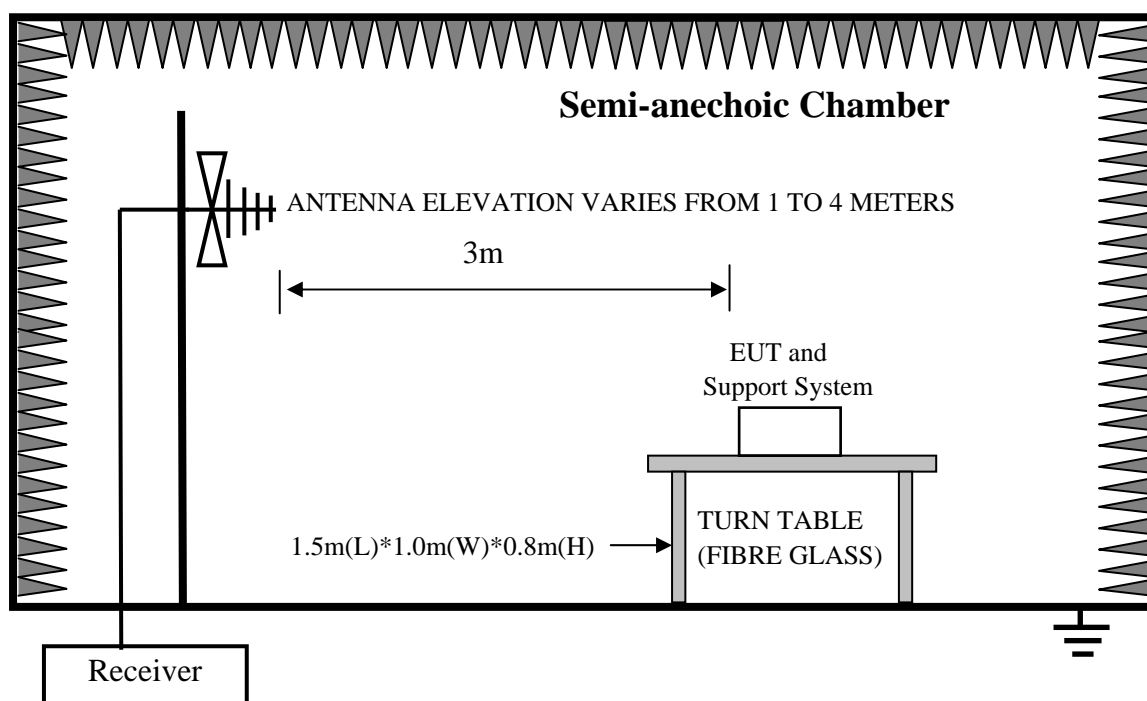 Semi-anechoic Chamber
ANTENNA ELEVATION VARIES FROM 1 TO 4 METERS
3m
EUT and
Support System
TURN TABLE
(FIBRE GLASS)
1.5m(L)*1.0m(W)*0.8m(H)
Receiver